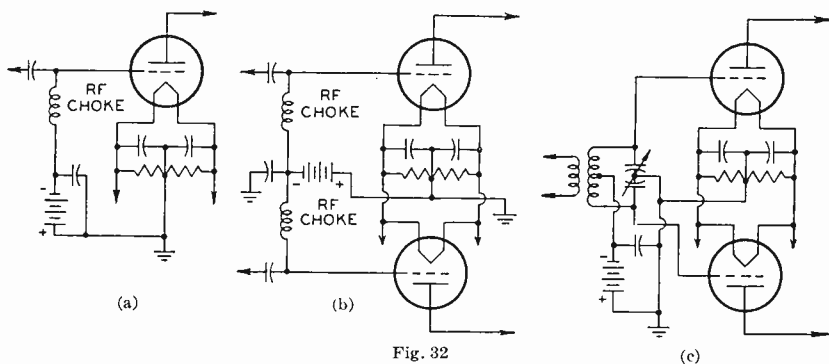 RF
CHOKE
- +
(a)
RF
CHOKE
- +
RF
CHOKE
(b)
- +
(c)
Fig. 32